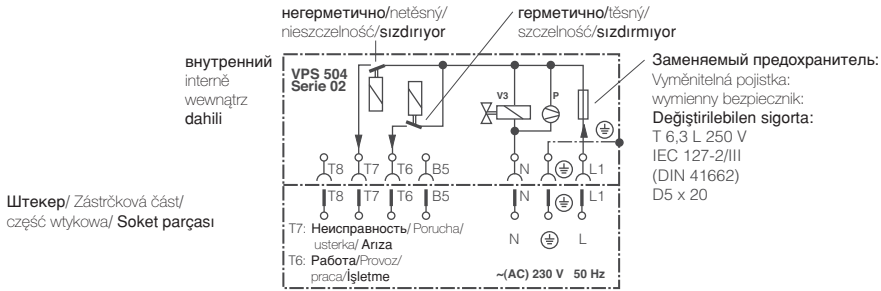 негерметично/netěsný/
nieszczelność/sızdırıyor
герметично/těsný/
szczelność/sızdırmıyor
внутренний
interně
wewnątrz
dahili
VPS 504
Serie 02
V3
P
Заменяемый предохранитель:
Vyměnitelná pojistka:
wymienny bezpiecznik:
Değiştirilebilen sigorta:
T 6,3 L 250 V
IEC 127-2/III
(DIN 41662)
D5 x 20
T8 T7 T6 B5 N L1
T8 T7 T6 B5 N L1
Штекер/ Zástrčková část/
część wtykowa/ Soket parçası
T7: Неисправность/ Porucha/
usterka/ Arıza
T6: Работа/Provoz/
praca/İşletme
N L
~(AC) 230 V 50 Hz